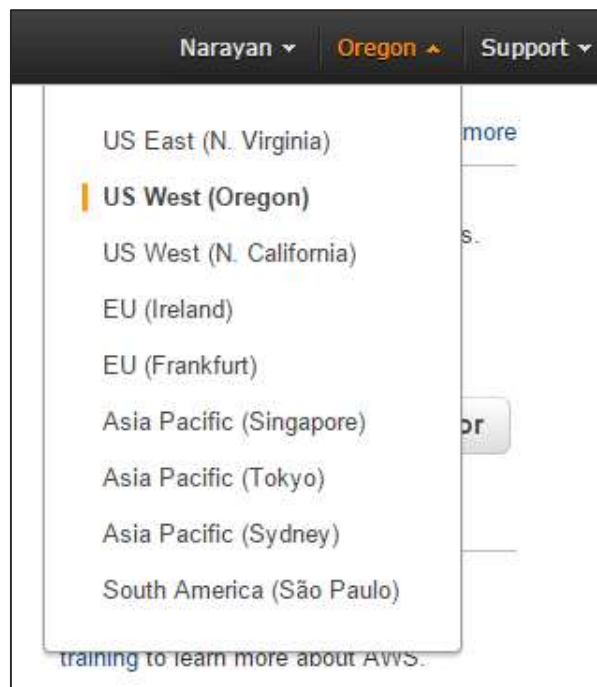 Narayan Oregon Support
more
US East (N. Virginia)
US West (Oregon)
s.
US West (N. California)
EU (Ireland)
EU (Frankfurt)
Asia Pacific (Singapore)
or
Asia Pacific (Tokyo)
Asia Pacific (Sydney)
South America (São Paulo)
training to learn more about AWS.